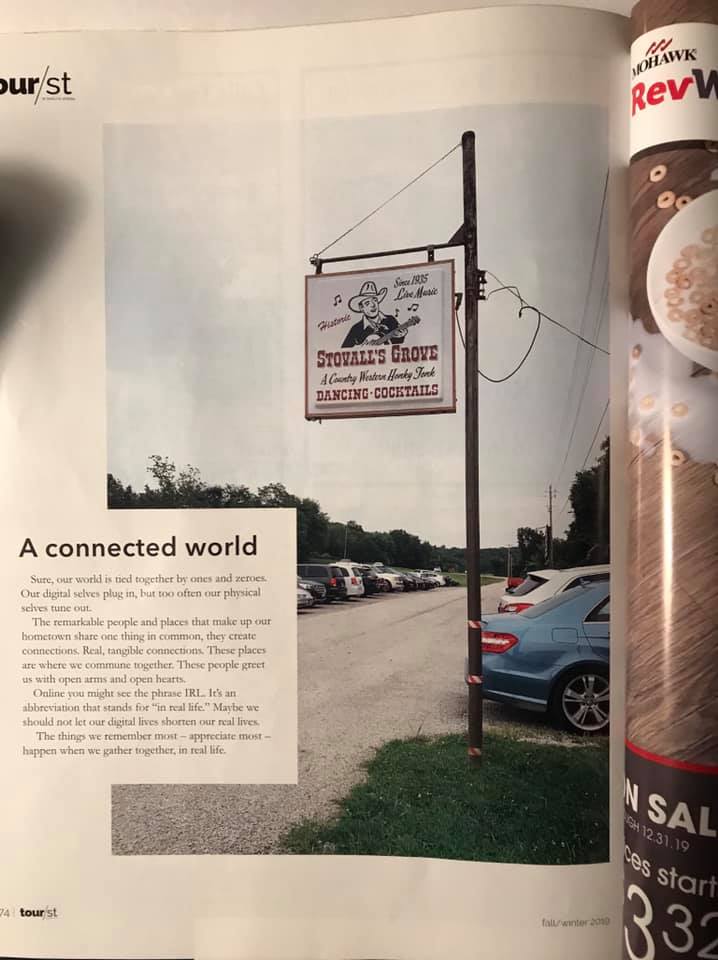 our/st
Since 1935
Live Music
Historic
STOVALL'S GROVE
A Country Western Honky Tonk
DANCING·COCKTAILS
A connected world
Sure, our world is tied together by ones and zeroes.
Our digital selves plug in, but too often our physical
selves tune out.
The remarkable people and places that make up our
hometown share one thing in common, they create
connections. Real, tangible connections. These places
are where we commune together. These people greet
us with open arms and open hearts.
Online you might see the phrase IRL. It's an
abbreviation that stands for "in real life." Maybe we
should not let our digital lives shorten our real lives.
The things we remember most – appreciate most –
happen when we gather together, in real life.
74 | tour/st
fall/winter 2019
MOHAWK
RevW
N SAL
GH 12.31.19
ces start
3 32